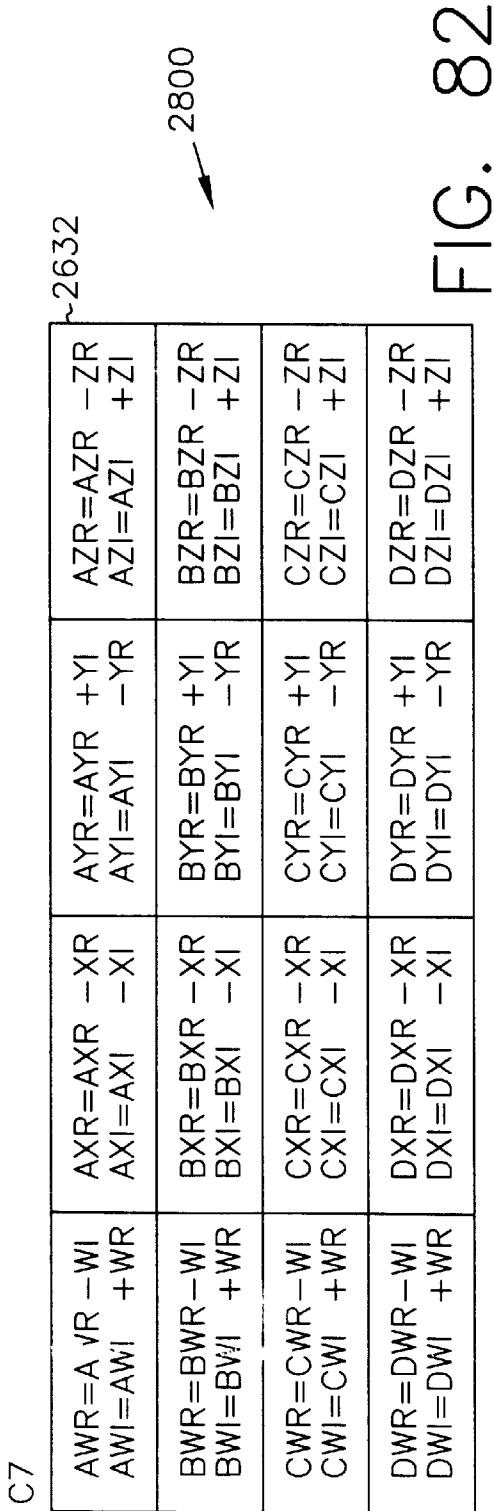 C7
2632
2800
AWR=A VR −WI
AWI=AWI +WR
AXR=AXR −XR
AXI=AXI −XI
AYR=AYR +YI
AYI=AYI −YR
AZR=AZR −ZR
AZI=AZI +ZI
BWR=BWR−WI
BWI=BWI +WR
BXR=BXR −XR
BXI=BXI −XI
BYR=BYR +YI
BYI=BYI −YR
BZR=BZR −ZR
BZI=BZI +ZI
CWR=CWR−WI
CWI=CWI +WR
CXR=CXR −XR
CXI=CXI −XI
CYR=CYR +YI
CYI=CYI −YR
CZR=CZR −ZR
CZI=CZI +ZI
DWR=DWR−WI
DWI=DWI +WR
DXR=DXR −XR
DXI=DXI −XI
DYR=DYR +YI
DYI=DYI −YR
DZR=DZR −ZR
DZI=DZI +ZI
FIG. 82